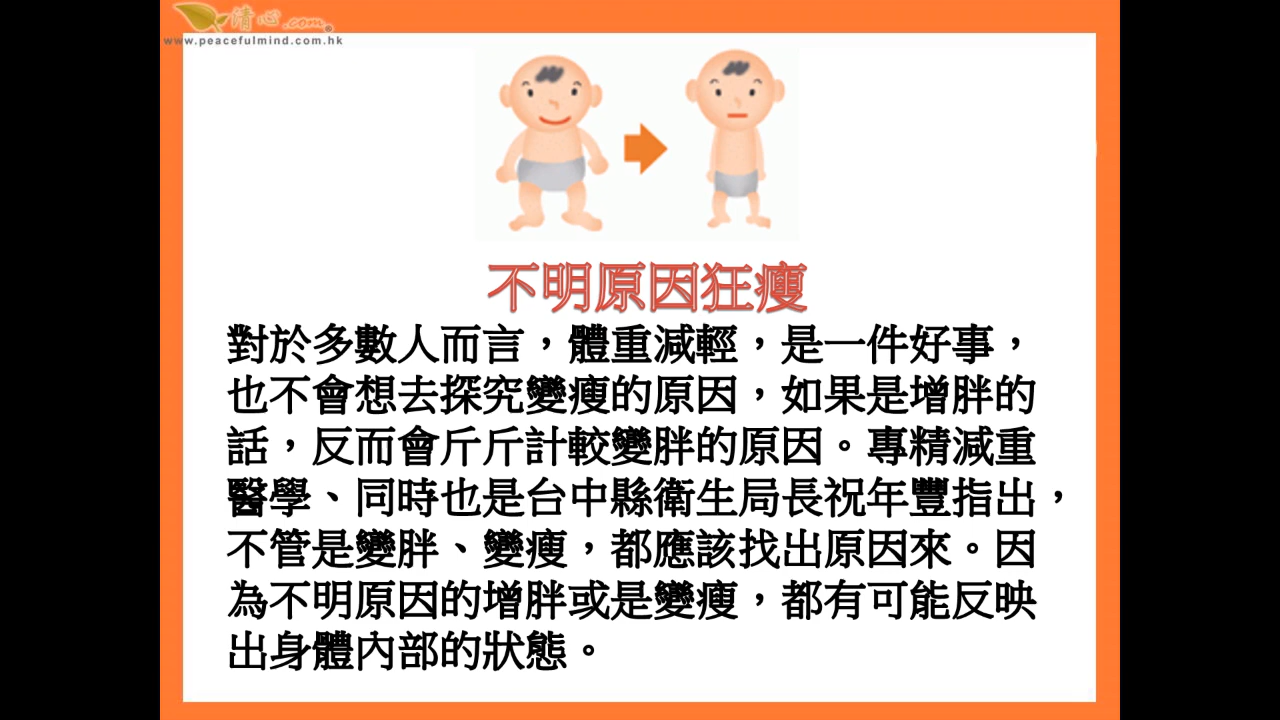 清心.com®
www.peacefulmind.com.hk
不明原因狂瘦
對於多數人而言，體重減輕，是一件好事，
也不會想去探究變瘦的原因，如果是增胖的
話，反而會斤斤計較變胖的原因。專精減重
醫學、同時也是台中縣衛生局長祝年豐指出，
不管是變胖、變瘦，都應該找出原因來。因
為不明原因的增胖或是變瘦，都有可能反映
出身體內部的狀態。